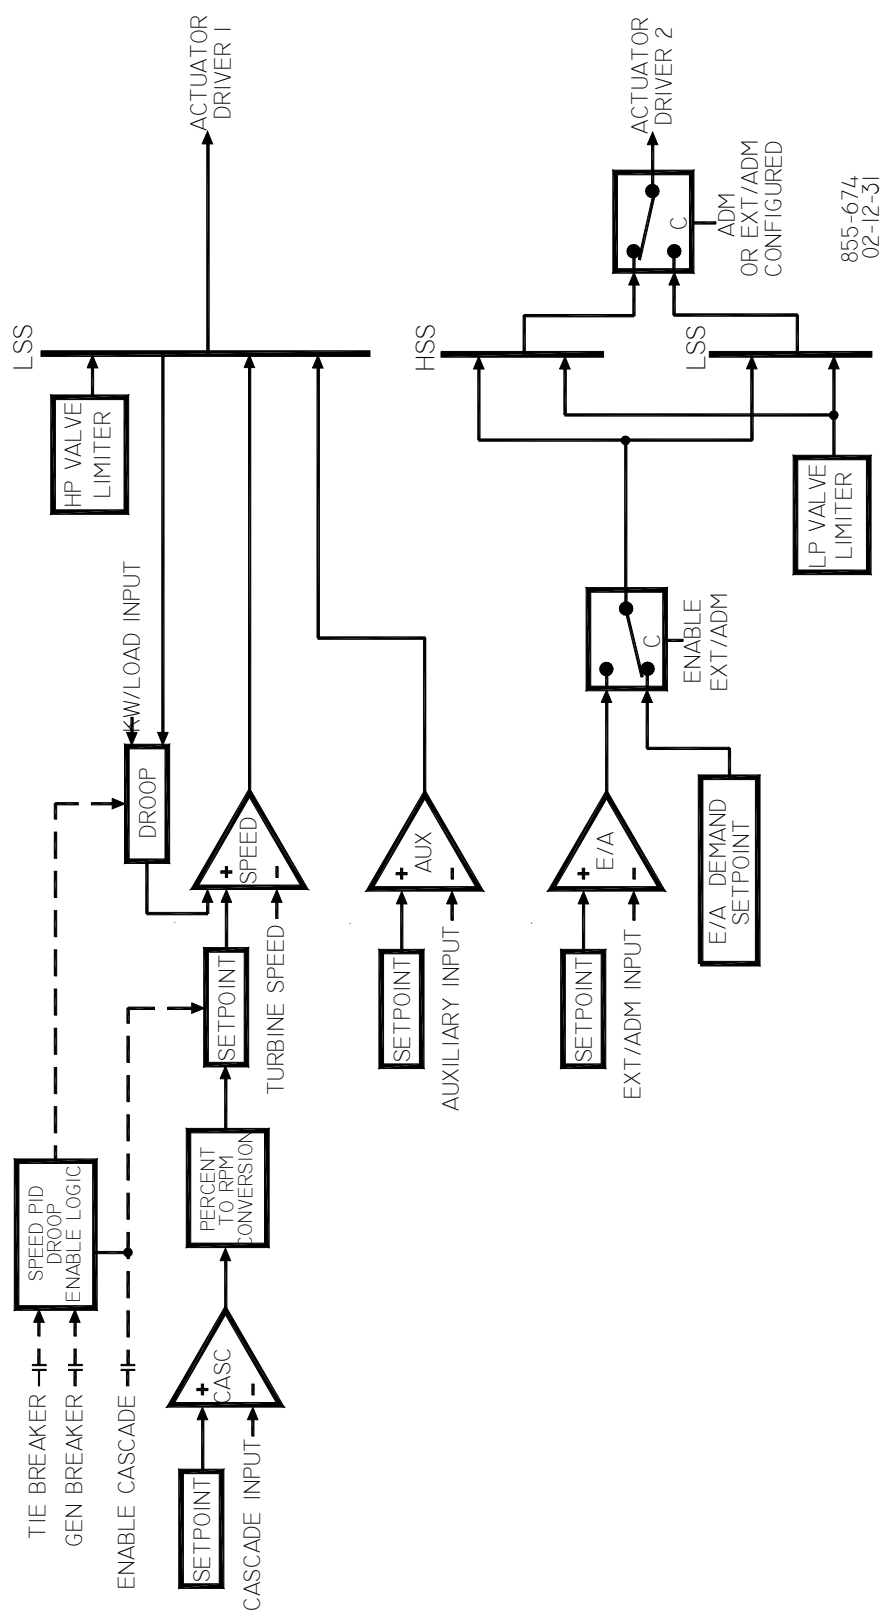 TIE BREAKER
GEN BREAKER
ENABLE CASCADE
SETPOINT
CASCADE INPUT
+
CASC
-
SPEED PID
DROOP
ENABLE LOGIC
PERCENT
TO RPM
CONVERSION
SETPOINT
TURBINE SPEED
DROOP
KW/LOAD INPUT
+
SPEED
-
HP VALVE
LIMITER
LSS
ACTUATOR
DRIVER 1
SETPOINT
AUXILIARY INPUT
+
AUX
-
SETPOINT
EXT/ADM INPUT
+
E/A
-
E/A DEMAND
SETPOINT
C
ENABLE
EXT/ADM
LP VALVE
LIMITER
HSS
LSS
C
ADM
OR EXT/ADM
CONFIGURED
ACTUATOR
DRIVER 2
855-674
02-12-31